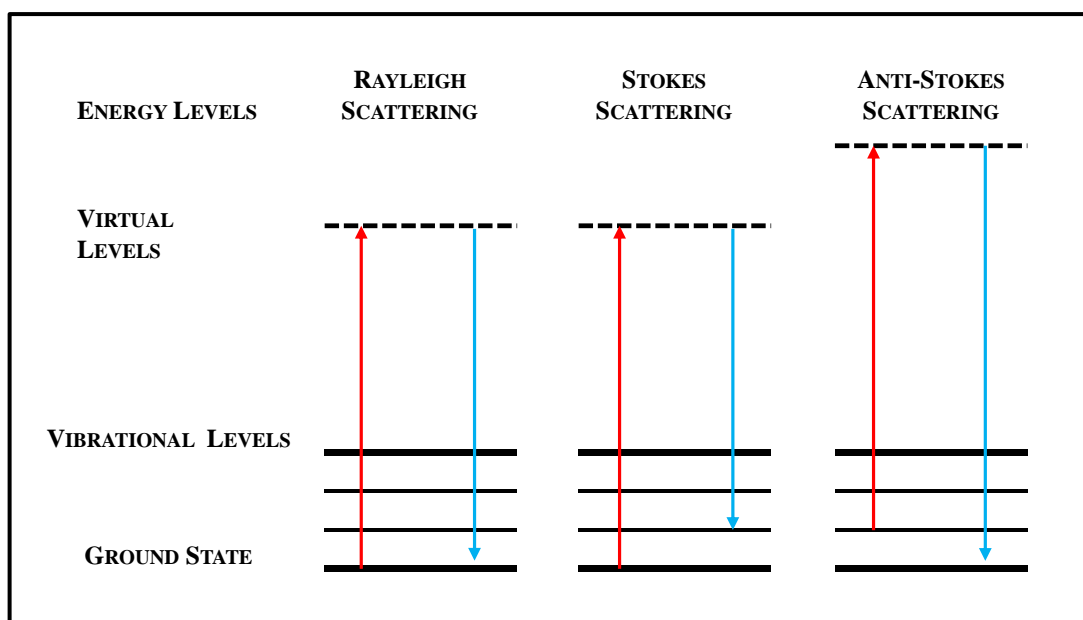 RAYLEIGH
SCATTERING
STOKES
SCATTERING
ANTI-STOKES
SCATTERING
ENERGY LEVELS
VIRTUAL
LEVELS
VIBRATIONAL LEVELS
GROUND STATE